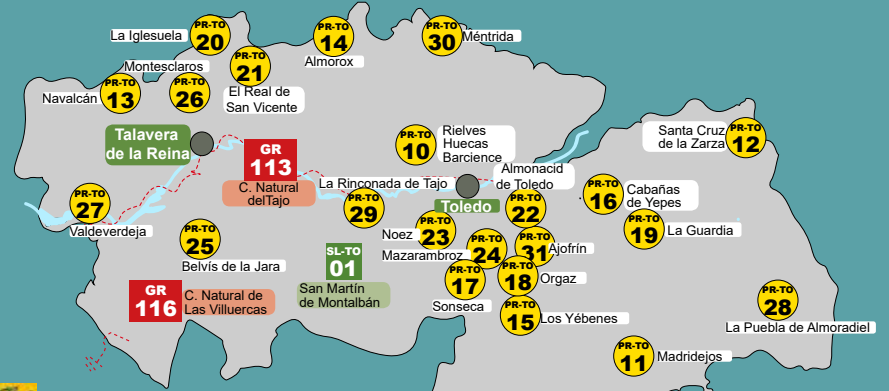 PR-TO
20
La Iglesuela
PR-TO
14
Almorox
PR-TO
30
Méntrida
Montesclaros
PR-TO
21
El Real de
San Vicente
PR-TO
13
Navalcán
PR-TO
26
Talavera
de la Reina
GR
113
C. Natural
delTajo
PR-TO
10
Rielves
Huecas
Barcience
Santa Cruz
de la Zarza
PR-TO
12
La Rinconada de Tajo
PR-TO
29
Toledo
Almonacid
de Toledo
PR-TO
22
PR-TO
16
Cabañas
de Yepes
PR-TO
27
Valdeverdeja
PR-TO
25
Belvís de la Jara
Noez
PR-TO
23
Mazarambroz
PR-TO
24
PR-TO
31
Ajofrín
PR-TO
19
La Guardia
SL-TO
01
San Martín
de Montalbán
PR-TO
17
Sonseca
PR-TO
18
Orgaz
GR
116
C. Natural de
Las Villuercas
PR-TO
15
Los Yébenes
PR-TO
28
La Puebla de Almoradiel
PR-TO
11
Madridejos